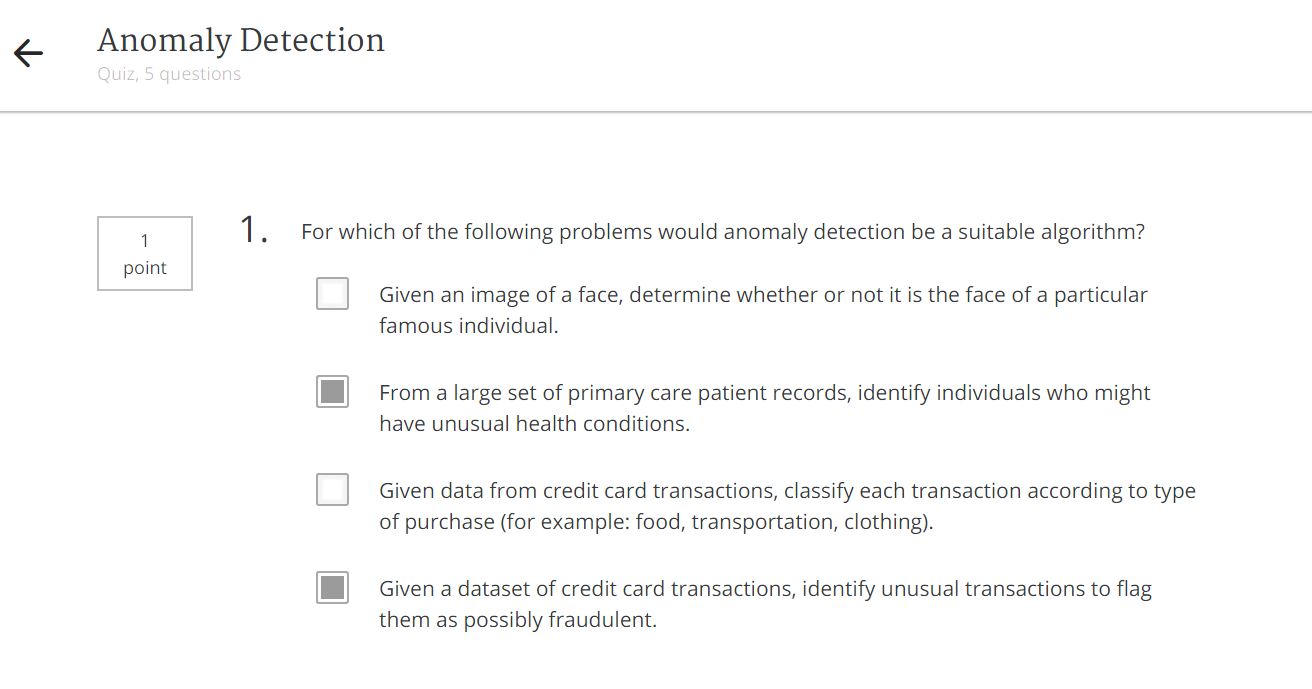 Anomaly Detection
Quiz, 5 questions
1
point
1.
For which of the following problems would anomaly detection be a suitable algorithm?
Given an image of a face, determine whether or not it is the face of a particular
famous individual.
From a large set of primary care patient records, identify individuals who might
have unusual health conditions.
Given data from credit card transactions, classify each transaction according to type
of purchase (for example: food, transportation, clothing).
Given a dataset of credit card transactions, identify unusual transactions to flag
them as possibly fraudulent.